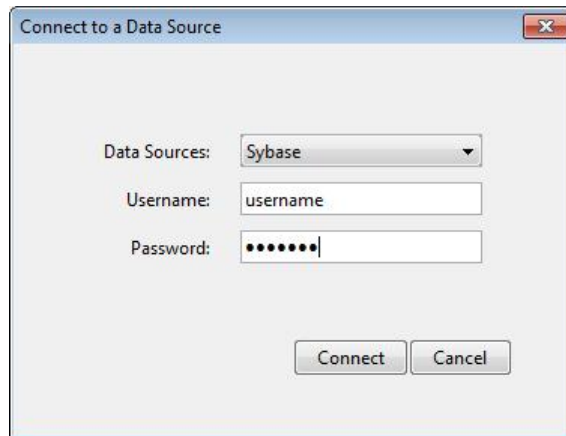 Connect to a Data Source
Data Sources: Sybase
Username: username
Password: •••••••
Connect Cancel